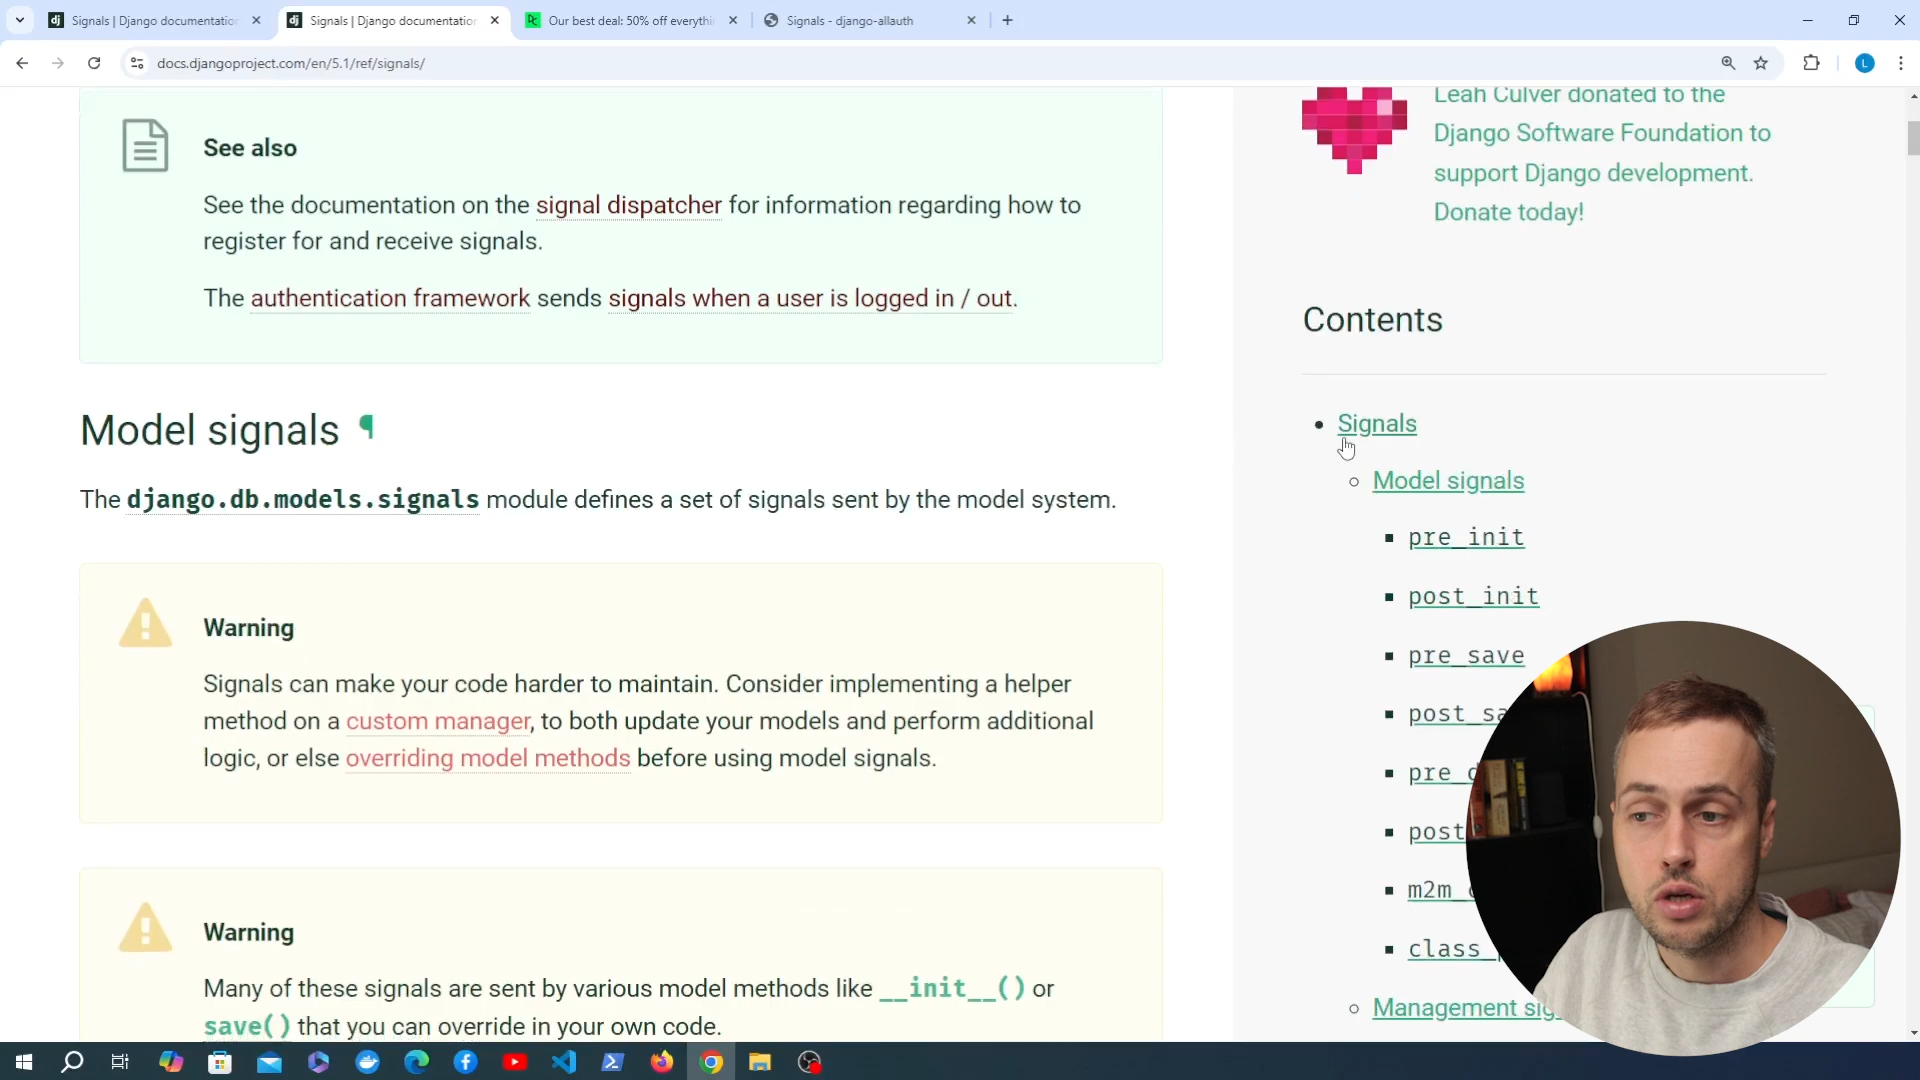 Signals | Django documentatio
Signals | Django documentation
Our best deal: 50% off everythi
Signals - django-allauth
docs.djangoproject.com/en/5.1/ref/signals/
L
See also
See the documentation on the signal dispatcher for information regarding how to
register for and receive signals.
The authentication framework sends signals when a user is logged in / out.
Model signals ¶
The django.db.models.signals module defines a set of signals sent by the model system.
Warning
Signals can make your code harder to maintain. Consider implementing a helper
method on a custom manager, to both update your models and perform additional
logic, or else overriding model methods before using model signals.
Warning
Many of these signals are sent by various model methods like __init__() or
save() that you can override in your own code.
Leah Culver donated to the
Django Software Foundation to
support Django development.
Donate today!
Contents
Signals
Model signals
pre_init
post_init
pre_save
post_sa
pre_d
post
m2m_c
class_
Management sig